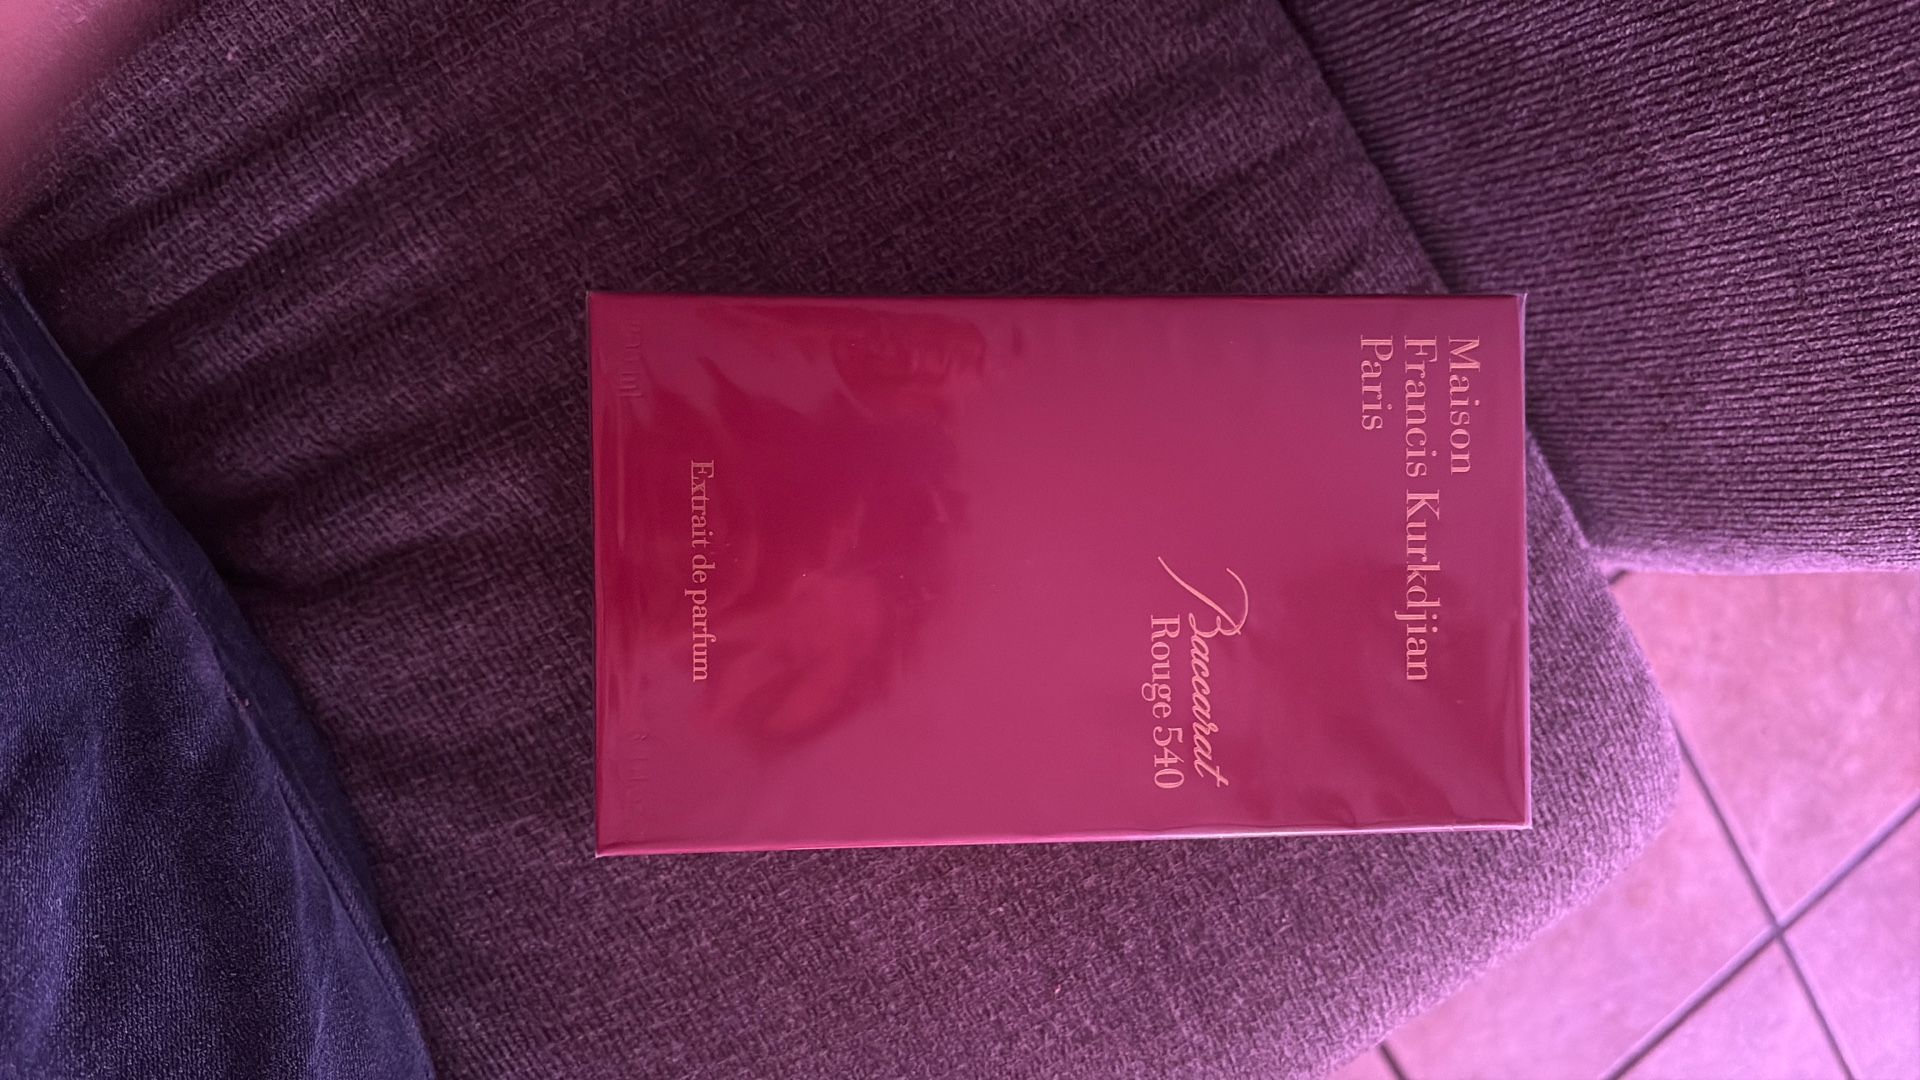 Maison
Francis Kurkdjian
Paris
Baccarat
Rouge 540
Extrait de parfum